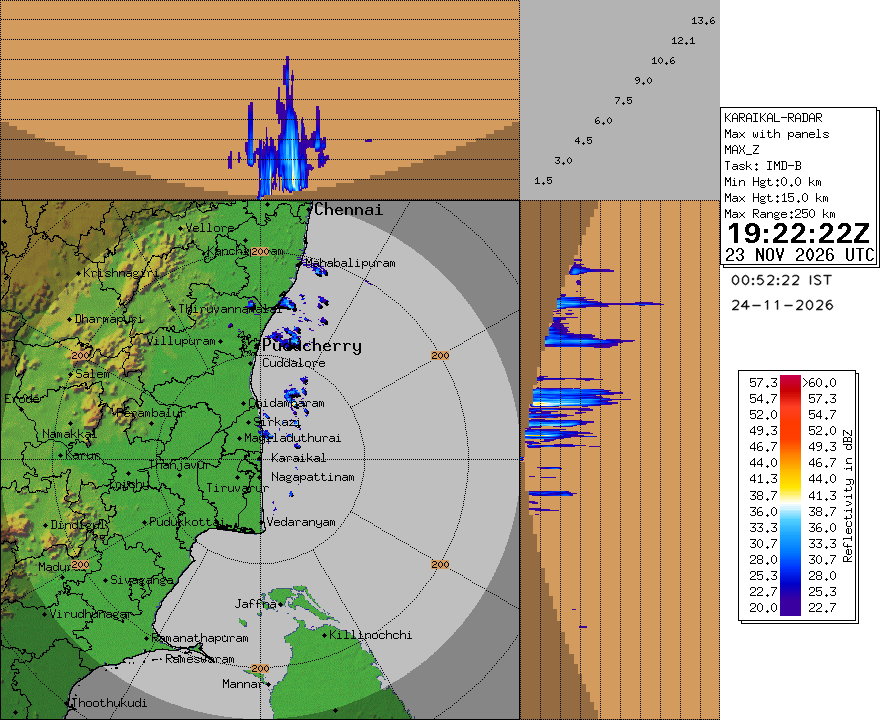 13.6
12.1
10.6
9.0
7.5
6.0
4.5
3.0
1.5
KARAIKAL-RADAR
Max with panels
MAX_Z
Task: IMD-B
Min Hgt:0.0 km
Max Hgt:15.0 km
Max Range:250 km
19:22:22Z
23 NOV 2026 UTC
00:52:22 IST
24-11-2026
Chennai
Vellore
200
Mahabalipuram
Krishnagiri
Thiruvannamalai
Dharmapuri
Villupuram
Puducherry
200
200
Cuddalore
Salem
Erode
Chidamparam
Perambalur
Sirkazi
Namakkal
Mayiladuthurai
Karur
Karaikal
Thanjavur
Nagapattinam
Tiruvarur
Dindigul
Pudukkottai
Vedaranyam
200
200
Sivaganga
Jaffna
Virudhunagar
Ramanathapuram
Killinochchi
Rameswaram
200
Mannar
Thoothukudi
57.3 >60.0
54.7 57.3
52.0 54.7
49.3 52.0
46.7 49.3
44.0 46.7
41.3 44.0
38.7 41.3
36.0 38.7
33.3 36.0
30.7 33.3
28.0 30.7
25.3 28.0
22.7 25.3
20.0 22.7
Reflectivity in dBZ